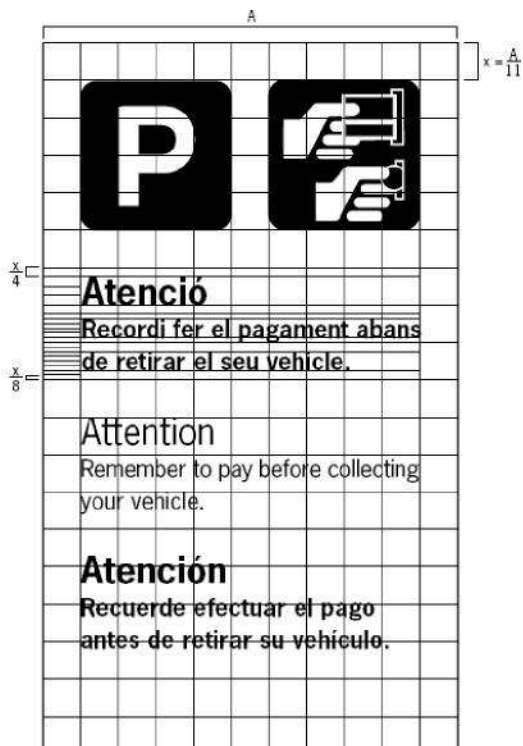 A
x = A/11
P
x/4
Atenció
Recordi fer el pagament abans
de retirar el seu vehicle.
x/8
Attention
Remember to pay before collecting
your vehicle.
Atención
Recuerde efectuar el pago
antes de retirar su vehículo.